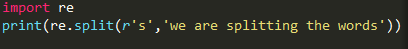 import re
print(re.split(r's','we are splitting the words'))